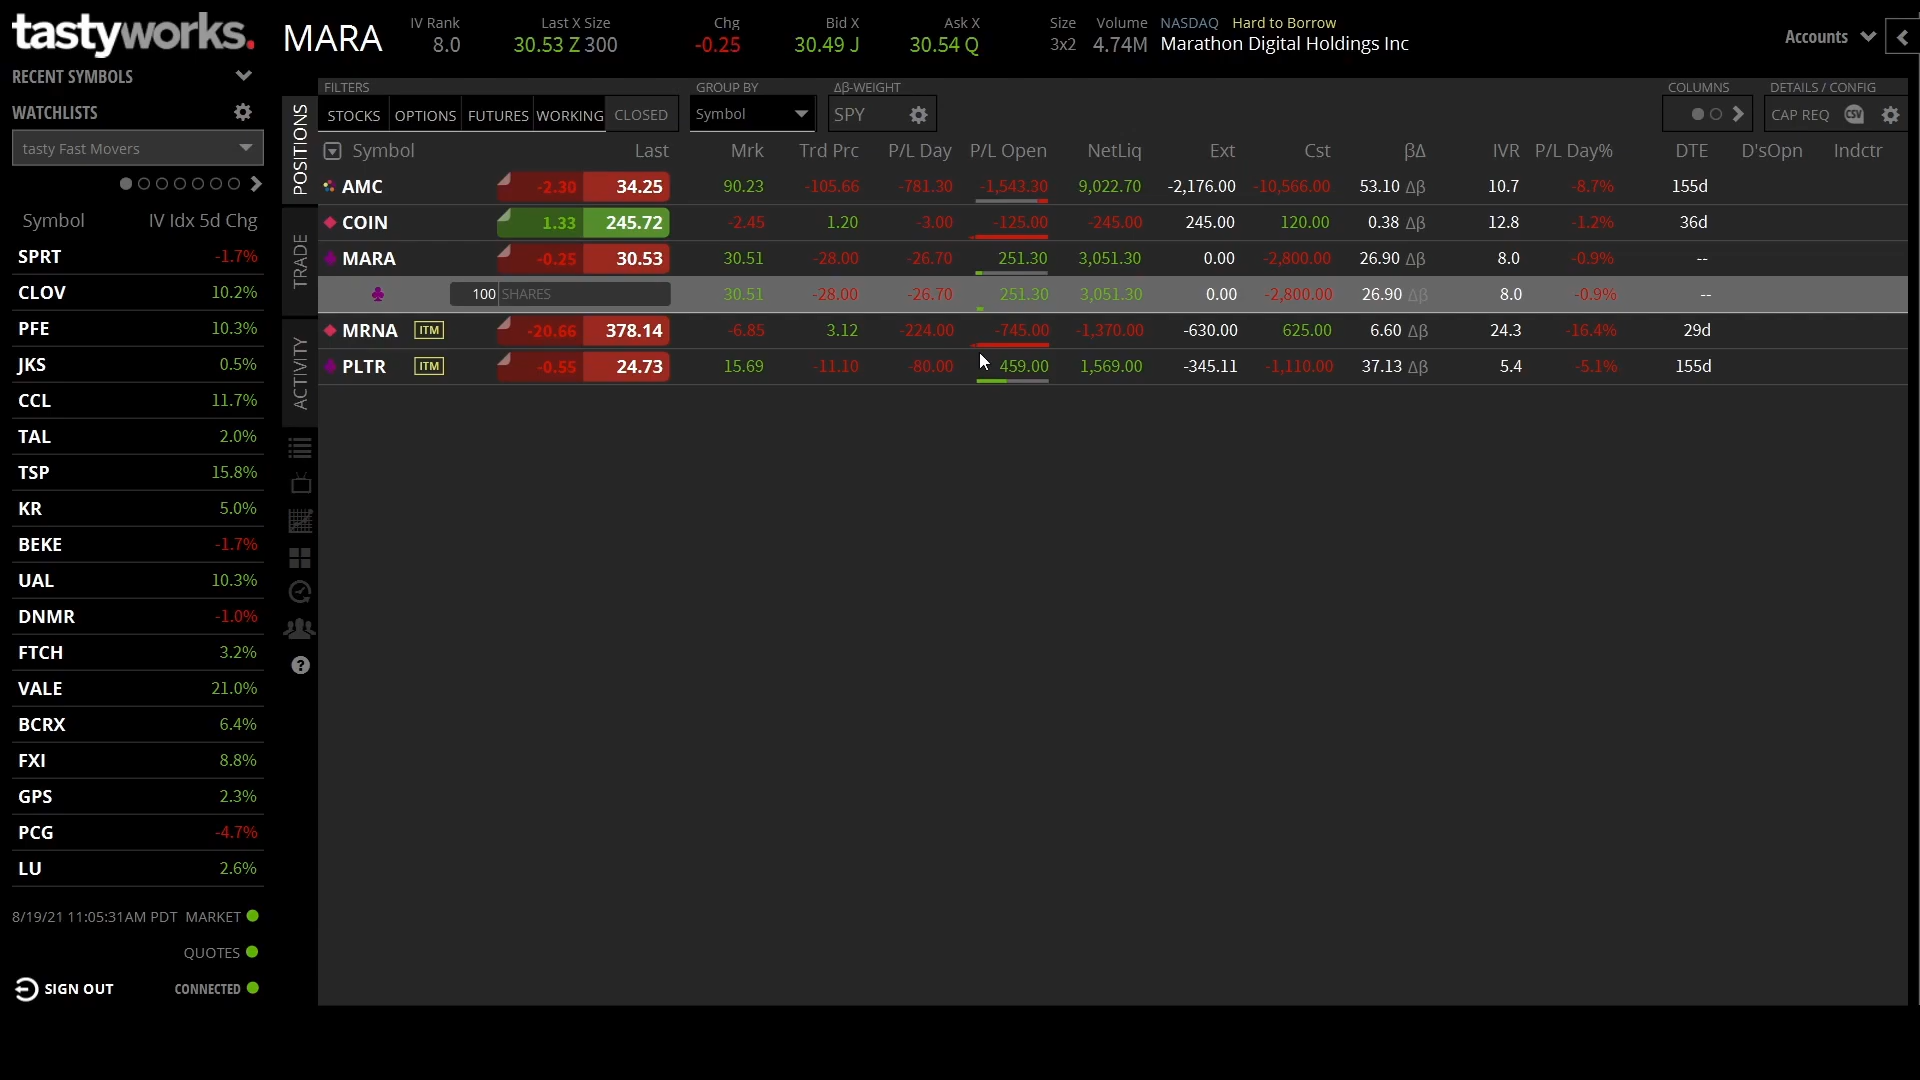 tastyworks.
MARA
IV Rank
8.0
Last X Size
30.53 Z 300
Chg
-0.25
Bid X
30.49 J
Ask X
30.54 Q
Size
3x2
Volume
4.74M
NASDAQ Hard to Borrow
Marathon Digital Holdings Inc
Accounts
RECENT SYMBOLS
WATCHLISTS
tasty Fast Movers
Symbol IV Idx 5d Chg
SPRT -1.7%
CLOV 10.2%
PFE 10.3%
JKS 0.5%
CCL 11.7%
TAL 2.0%
TSP 15.8%
KR 5.0%
BEKE -1.7%
UAL 10.3%
DNMR -1.0%
FTCH 3.2%
VALE 21.0%
BCRX 6.4%
FXI 8.8%
GPS 2.3%
PCG -4.7%
LU 2.6%
8/19/21 11:05:31AM PDT MARKET
QUOTES
SIGN OUT CONNECTED
POSITIONS
TRADE
ACTIVITY
?
FILTERS GROUP BY Δβ-WEIGHT COLUMNS DETAILS / CONFIG
STOCKS OPTIONS FUTURES WORKING CLOSED Symbol SPY CAP REQ CSV
Symbol Last Mrk Trd Prc P/L Day P/L Open NetLiq Ext Cst βΔ IVR P/L Day% DTE D'sOpn Indctr
AMC -2.30 34.25 90.23 -105.66 -781.30 -1,543.30 9,022.70 -2,176.00 -10,566.00 53.10 Δβ 10.7 -8.7% 155d
COIN 1.33 245.72 -2.45 1.20 -3.00 -125.00 -245.00 245.00 120.00 0.38 Δβ 12.8 -1.2% 36d
MARA -0.25 30.53 30.51 -28.00 -26.70 251.30 3,051.30 0.00 -2,800.00 26.90 Δβ 8.0 -0.9% --
100 SHARES 30.51 -28.00 -26.70 251.30 3,051.30 0.00 -2,800.00 26.90 Δβ 8.0 -0.9% --
MRNA ITM -20.66 378.14 -6.85 3.12 -224.00 -745.00 -1,370.00 -630.00 625.00 6.60 Δβ 24.3 -16.4% 29d
PLTR ITM -0.55 24.73 15.69 -11.10 -80.00 459.00 1,569.00 -345.11 -1,110.00 37.13 Δβ 5.4 -5.1% 155d